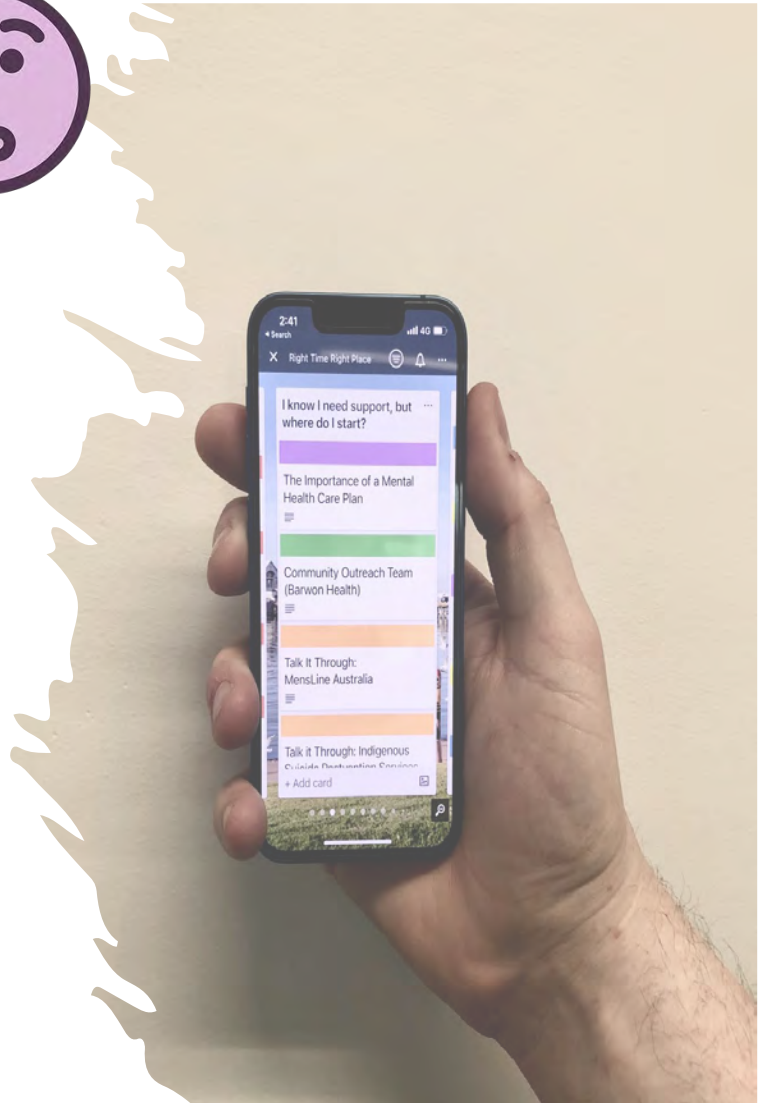 2:41
4G
Search
X Right Time Right Place
I know I need support, but
where do I start?
The Importance of a Mental
Health Care Plan
Community Outreach Team
(Barwon Health)
Talk It Through:
MensLine Australia
Talk it Through: Indigenous
+ Add card